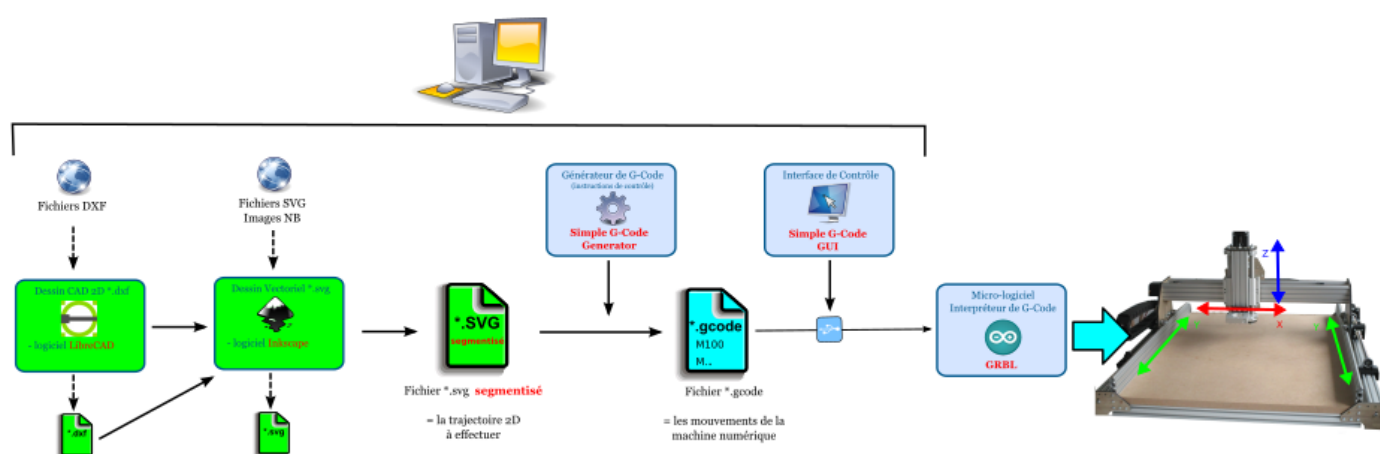 Fichiers DXF
Fichiers SVG
Images NB
Générateur de G-Code
(instructions de contrôle)
Simple G-Code
Generator
Interface de Contrôle
Simple G-Code
GUI
Dessin CAD 2D *.dxf
- logiciel LibreCAD
Dessin Vectoriel *.svg
- logiciel Inkscape
*.SVG
segmentisé
Fichier *.svg segmentisé
= la trajectoire 2D
à effectuer
*.gcode
M100
M..
Fichier *.gcode
= les mouvements de la
machine numérique
Micro-logiciel
Interpréteur de G-Code
GRBL
Z
X
*.dxf
*.svg